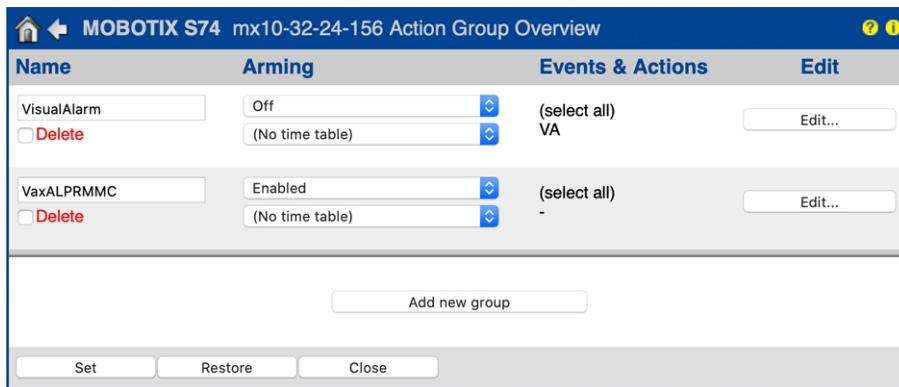 MOBOTIX S74 mx10-32-24-156 Action Group Overview ? i
Name Arming Events & Actions Edit
VisualAlarm Off (select all) Edit...
Delete (No time table) VA
VaxALPRMMC Enabled (select all) Edit...
Delete (No time table) -
Add new group
Set Restore Close